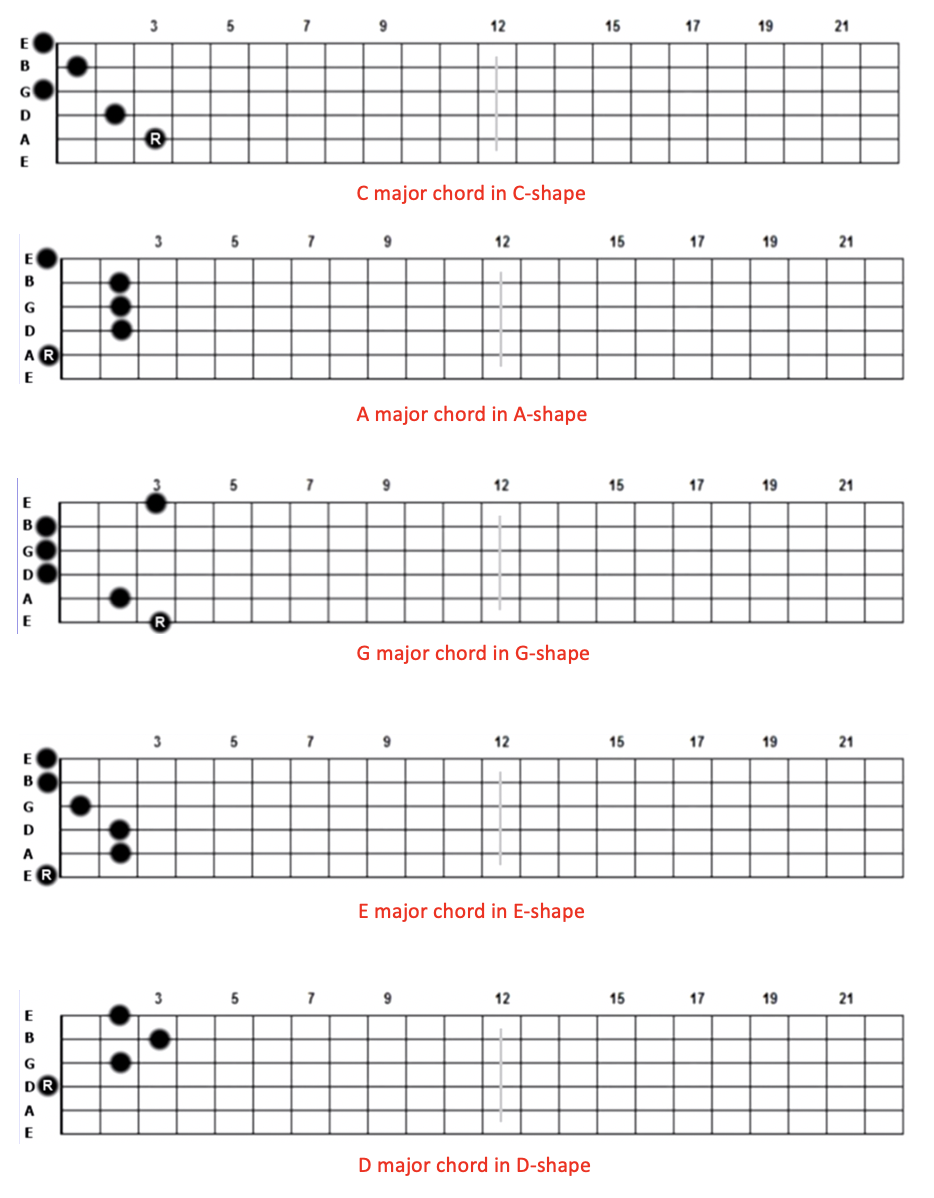 3 5 7 9 12 15 17 19 21
E
B
G
D
A R
E
C major chord in C-shape
3 5 7 9 12 15 17 19 21
E
B
G
D
A R
E
A major chord in A-shape
3 5 7 9 12 15 17 19 21
E
B
G
D
A
E R
G major chord in G-shape
3 5 7 9 12 15 17 19 21
E
B
G
D
A
E R
E major chord in E-shape
3 5 7 9 12 15 17 19 21
E
B
G
D R
A
E
D major chord in D-shape